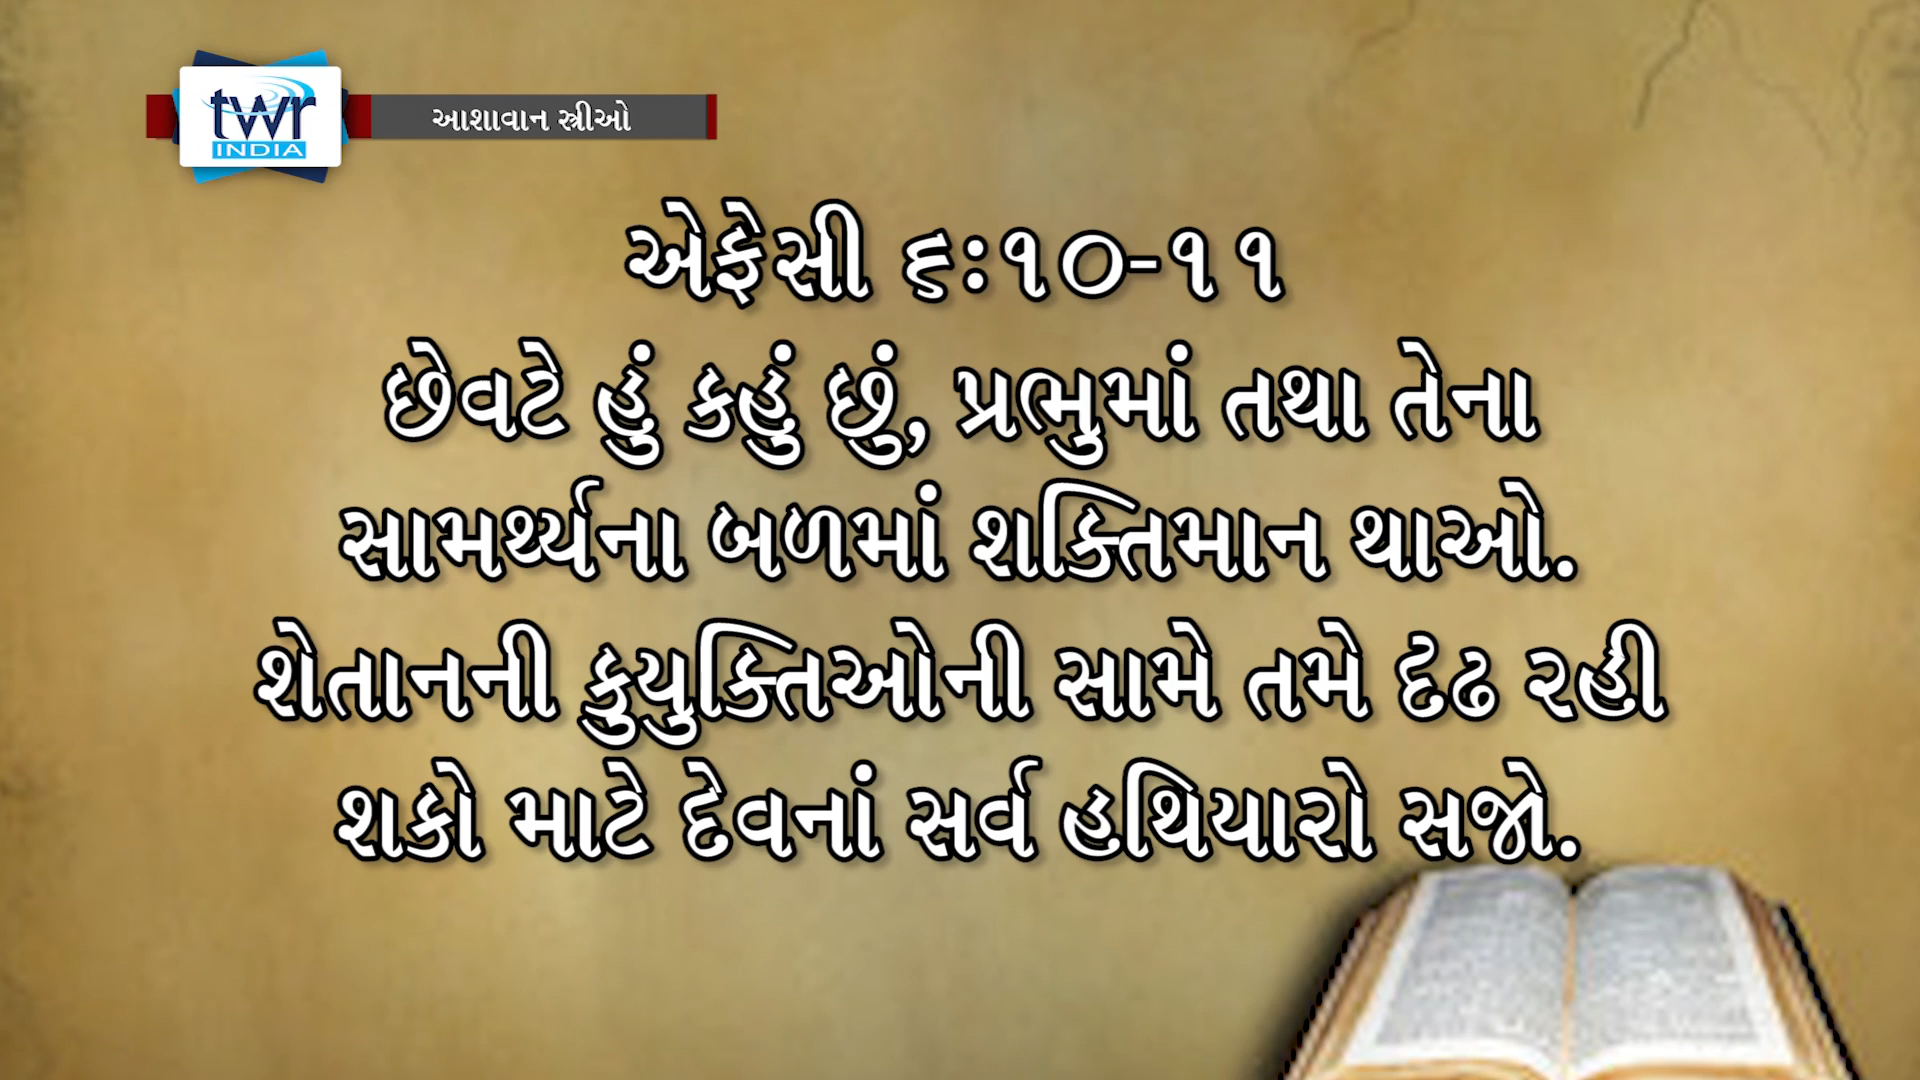 twr
INDIA
આશાવાન સ્ત્રીઓ
એફેસી ૬:૧૦-૧૧
છેવટે હું કહું છું, પ્રભુમાં તથા તેના
સામર્થ્યના બળમાં શક્તિમાન થાઓ.
શેતાનની કુયુક્તિઓની સામે તમે દૃઢ રહી
શકો માટે દેવનાં સર્વ હથિયારો સજો.